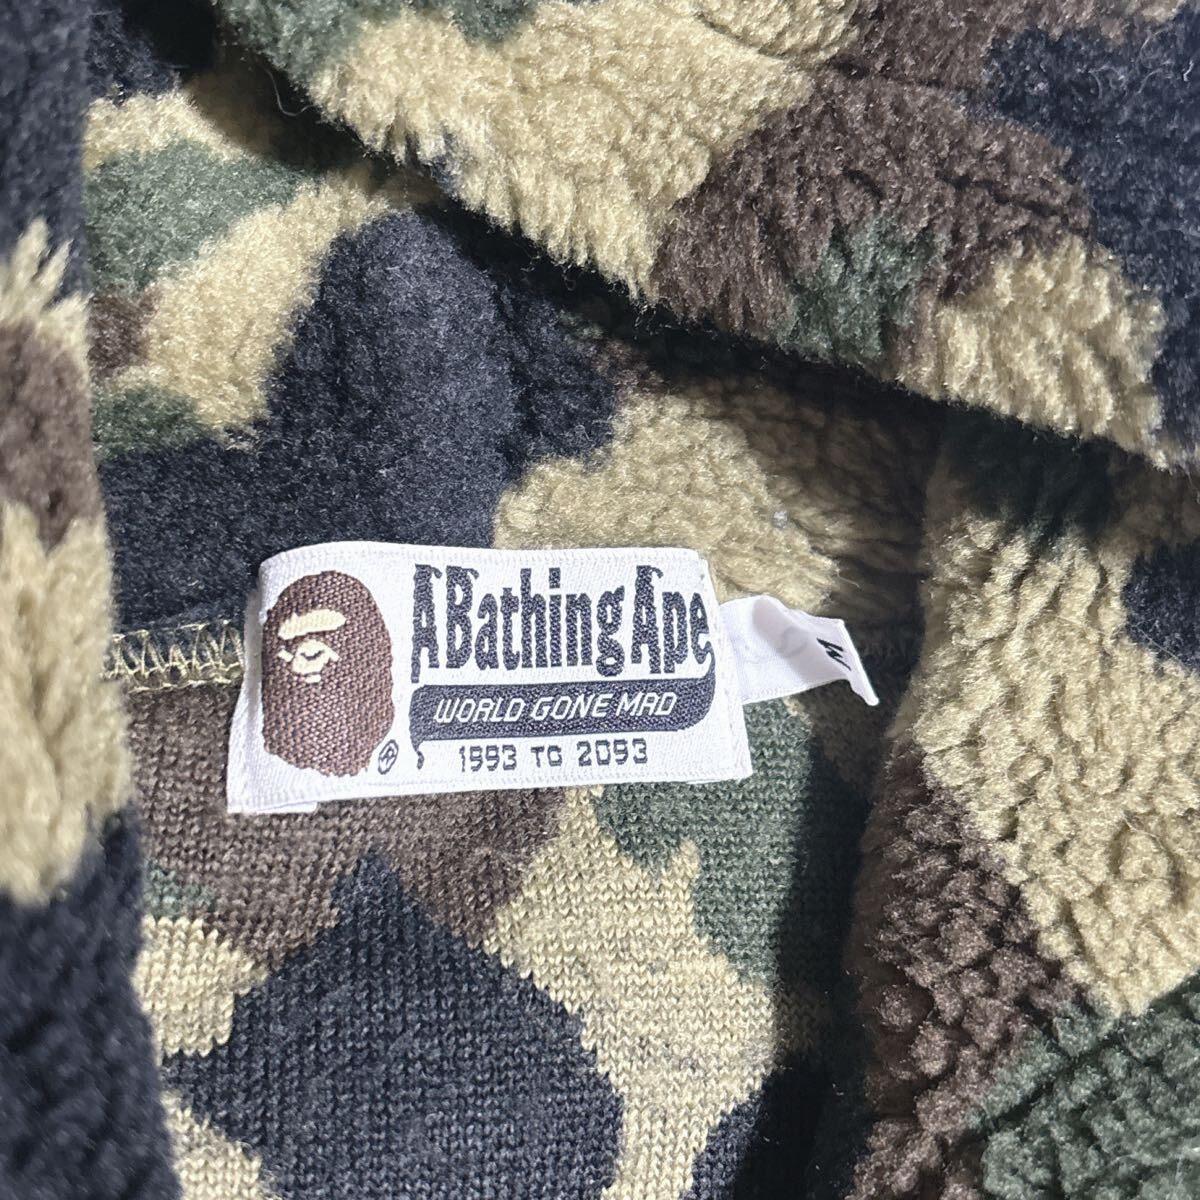 A Bathing Ape
WORLD GONE MAD
1993 TO 2093
®
M